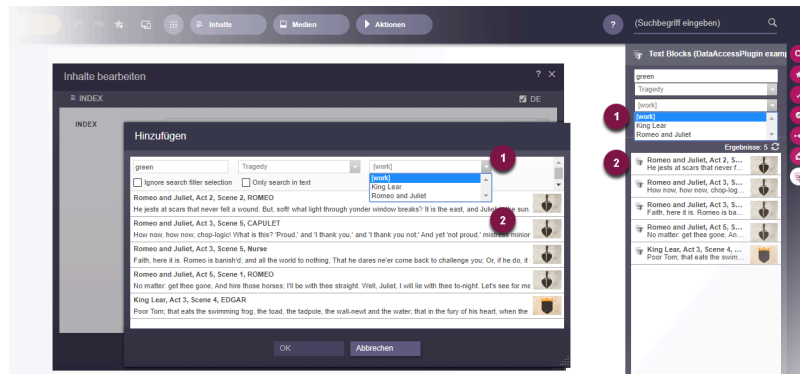 Inhalte
Medien
Aktionen
?
(Suchbegriff eingeben)
Inhalte bearbeiten
? ×
INDEX
DE
INDEX
Hinzufügen
green
Tragedy
[work]
1
Ignore search filter selection
Only search in text
[work]
King Lear
Romeo and Juliet
Romeo and Juliet, Act 2, Scene 2, ROMEO
He jests at scars that never felt a wound. But, soft! what light through yonder window breaks? It is the east, and Juliet is the sun.
2
Romeo and Juliet, Act 3, Scene 5, CAPULET
How now, how now, chop-logic! What is this? 'Proud,' and 'I thank you,' and 'I thank you not;' And yet 'not proud,' mistress minion
Romeo and Juliet, Act 3, Scene 5, Nurse
Faith, here it is. Romeo is banish'd; and all the world to nothing, That he dares ne'er come back to challenge you; Or, if he do, it
Romeo and Juliet, Act 5, Scene 1, ROMEO
No matter: get thee gone, And hire those horses; I'll be with thee straight. Well, Juliet, I will lie with thee to-night. Let's see for me
King Lear, Act 3, Scene 4, EDGAR
Poor Tom; that eats the swimming frog, the toad, the tadpole, the wall-newt and the water; that in the fury of his heart, when the
OK
Abbrechen
Text Blocks (DataAccessPlugin examp
green
Tragedy
[work]
1
[work]
King Lear
Romeo and Juliet
Ergebnisse: 5
2
Romeo and Juliet, Act 2, S...
He jests at scars that never f...
Romeo and Juliet, Act 3, S...
How now, how now, chop-log...
Romeo and Juliet, Act 3, S...
Faith, here it is. Romeo is ba...
Romeo and Juliet, Act 5, S...
No matter: get thee gone, An...
King Lear, Act 3, Scene 4, ...
Poor Tom; that eats the swim...